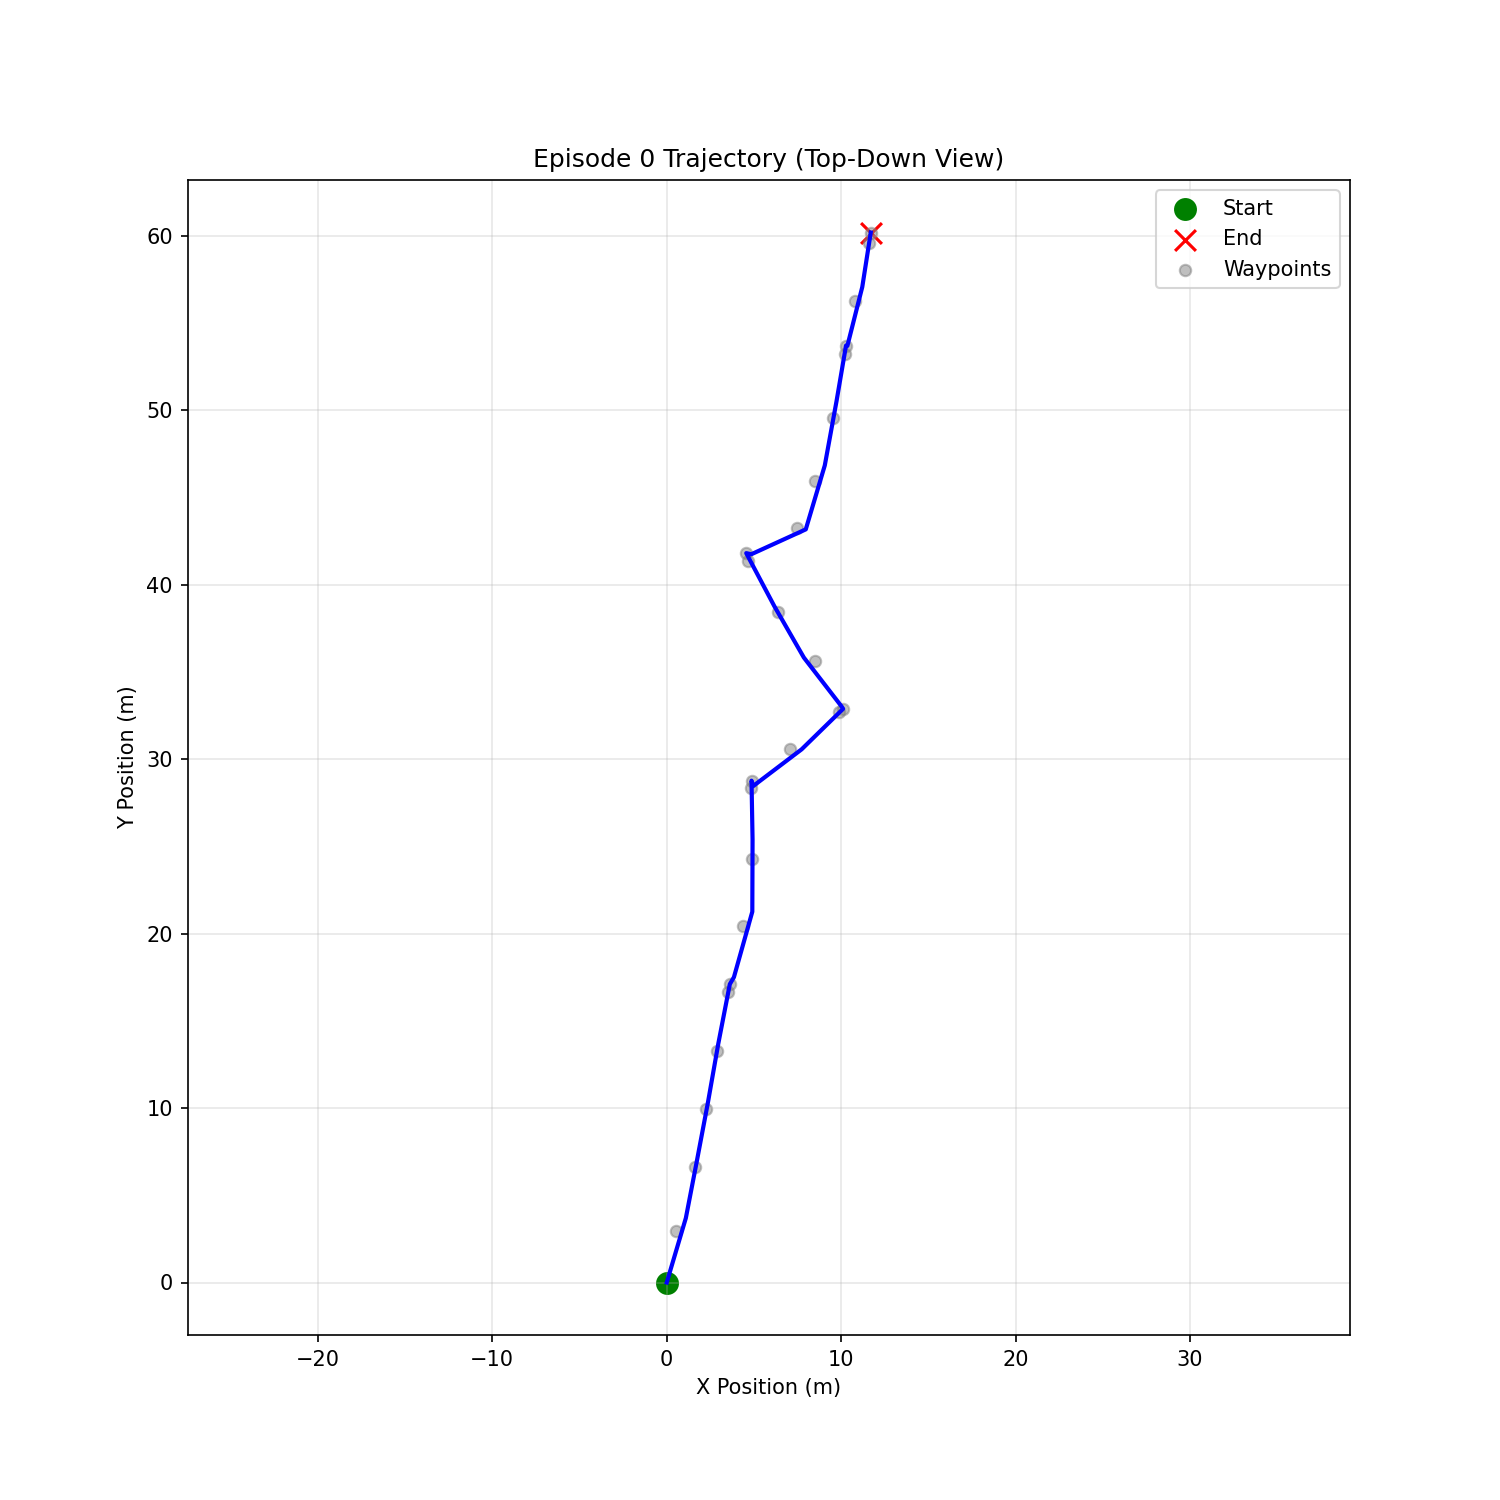 Episode 0 Trajectory (Top-Down View)
Start
End
Waypoints
60
50
40
30
20
10
0
Y Position (m)
−20
−10
0
10
20
30
X Position (m)